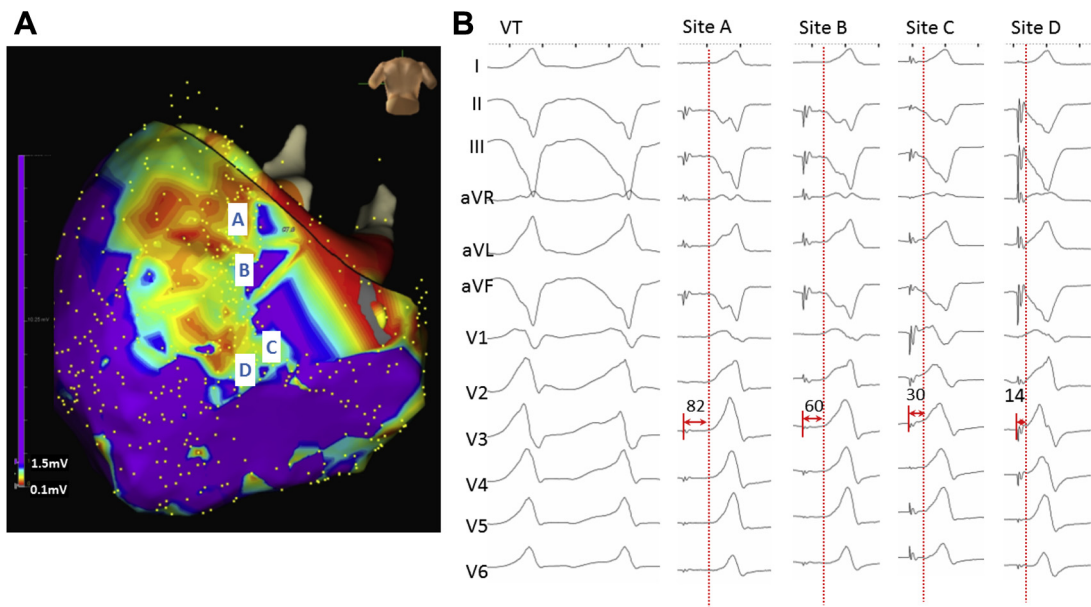 A
B
VT
Site A
Site B
Site C
Site D
I
II
III
aVR
aVL
aVF
V1
V2
V3
V4
V5
V6
82
60
30
14
A
B
C
D
1.5mV
0.1mV